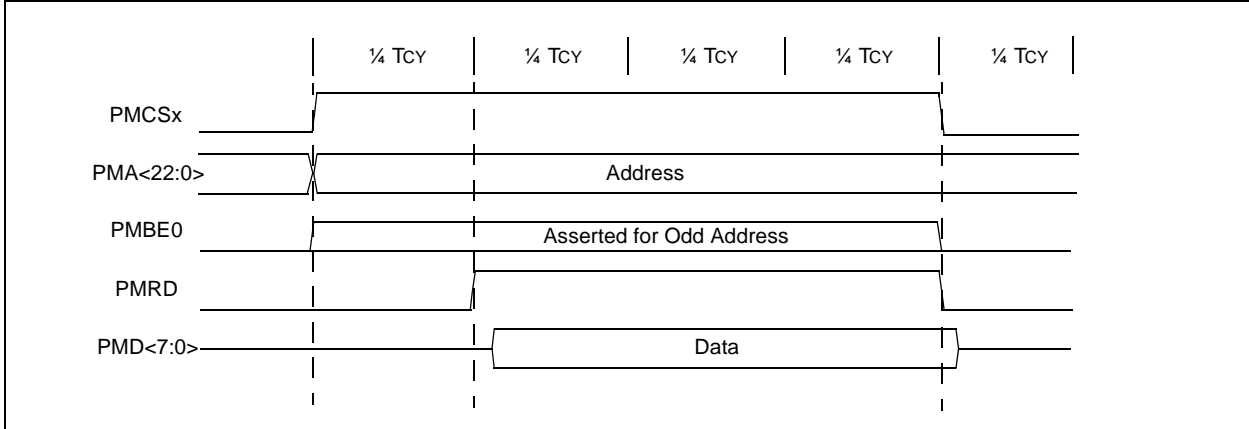 ¼ TCY ¼ TCY ¼ TCY ¼ TCY ¼ TCY
PMCSx
PMA<22:0> Address
PMBE0 Asserted for Odd Address
PMRD
PMD<7:0> Data